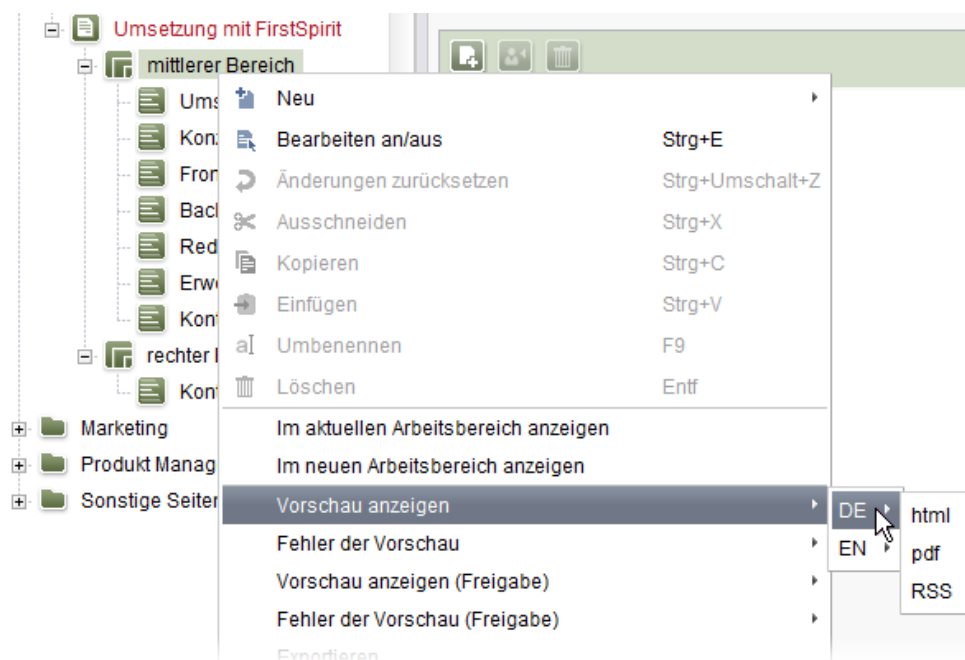 Umsetzung mit FirstSpirit
mittlerer Bereich
Neu
Bearbeiten an/aus Strg+E
Änderungen zurücksetzen Strg+Umschalt+Z
Ausschneiden Strg+X
Kopieren Strg+C
Einfügen Strg+V
Umbenennen F9
Löschen Entf
rechter
Marketing
Im aktuellen Arbeitsbereich anzeigen
Produkt Manag
Im neuen Arbeitsbereich anzeigen
Sonstige Seiten
Vorschau anzeigen
DE
html
Fehler der Vorschau
EN
pdf
Vorschau anzeigen (Freigabe)
RSS
Fehler der Vorschau (Freigabe)
Exportieren